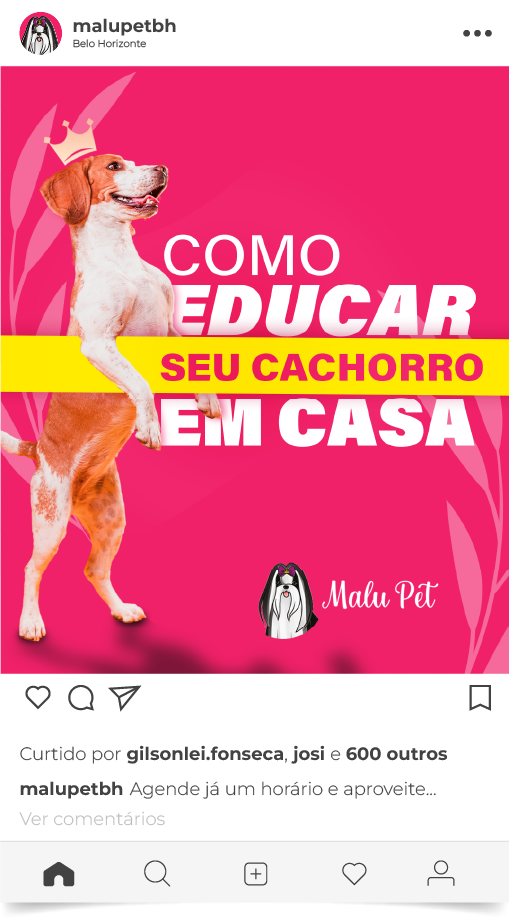 malupetbh
Belo Horizonte
COMO
EDUCAR
SEU CACHORRO
EM CASA
Malu Pet
Curtido por gilsonlei.fonseca, josi e 600 outros
malupetbh Agende já um horário e aproveite...
Ver comentários